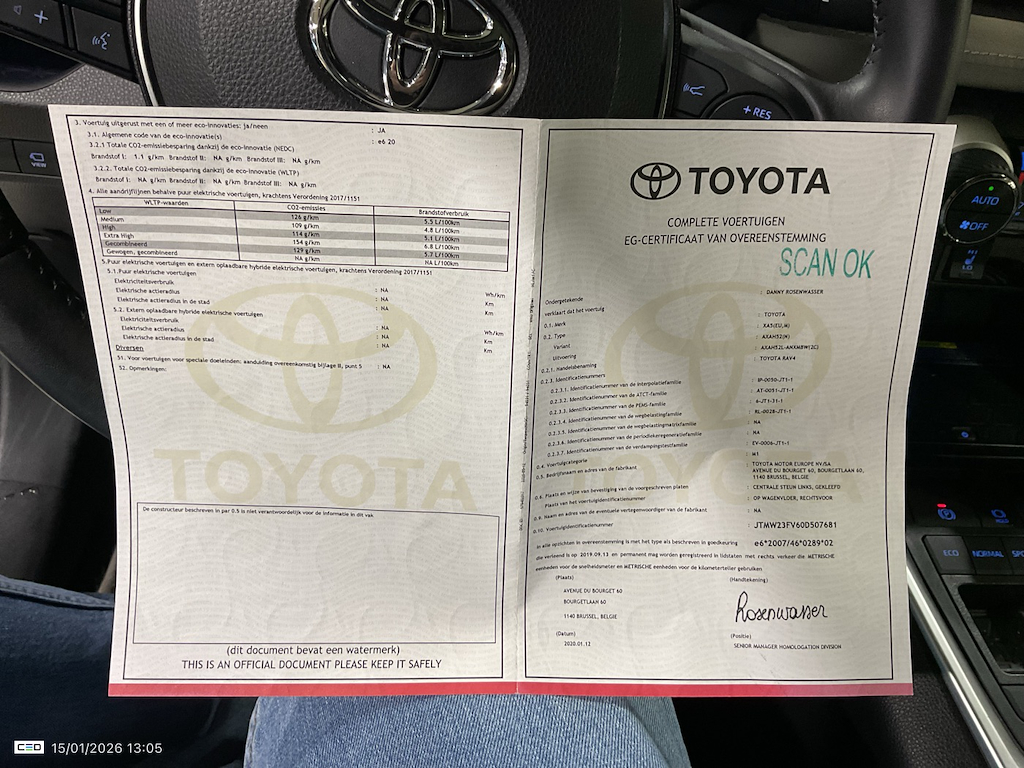 VIEW
+ RES
AUTO
OFF
LO
ECO
NORMAL
3. Voertuig uitgerust met een of meer eco-innovaties: ja/neen : JA
3.1. Algemene code van de eco-innovatie(s) : e6 20
3.2.1 Totale CO2-emissiebesparing dankzij de eco-innovatie (NEDC)
Brandstof I: 1.1 g/km Brandstof II: NA g/km Brandstof III: NA g/km
3.2.2. Totale CO2-emissiebesparing dankzij de eco-innovatie (WLTP)
Brandstof I: NA g/km Brandstof II: NA g/km Brandstof III: NA g/km
4. Alle aandrijflijnen behalve puur elektrische voertuigen, krachtens Verordening 2017/1151
WLTP-waarden CO2-emissies Brandstofverbruik
Low 126 g/km 5.5 L/100km
Medium 109 g/km 4.8 L/100km
High 114 g/km 5.1 L/100km
Extra High 154 g/km 6.8 L/100km
Gecombineerd 129 g/km 5.7 L/100km
Gewogen, gecombineerd NA g/km NA L/100km
5. Puur elektrische voertuigen en extern oplaadbare hybride elektrische voertuigen, krachtens Verordening 2017/1151
5.1. Puur elektrische voertuigen
Elektriciteitsverbruik : NA Wh/km
Elektrische actieradius : NA Km
Elektrische actieradius in de stad : NA Km
5.2. Extern oplaadbare hybride elektrische voertuigen
Elektriciteitsverbruik : NA Wh/km
Elektrische actieradius : NA Km
Elektrische actieradius in de stad : NA Km
Diversen
51. Voor voertuigen voor speciale doeleinden: aanduiding overeenkomstig bijlage II, punt 5 : NA
52. Opmerkingen:
TOYOTA
De constructeur beschreven in par 0.5 is niet verantwoordelijk voor de informatie in dit vak
(dit document bevat een watermerk)
THIS IS AN OFFICIAL DOCUMENT PLEASE KEEP IT SAFELY
TOYOTA
COMPLETE VOERTUIGEN
EG-CERTIFICAAT VAN OVEREENSTEMMING
SCAN OK
Ondergetekende : DANNY ROSENWASSER
verklaart dat het voertuig
0.1. Merk : TOYOTA
0.2. Type : XA5(EU,M)
Variant : AXAH52(H)
Uitvoering : AXAH52L-ANXMBW(2C)
0.2.1. Handelsbenaming : TOYOTA RAV4
0.2.3. Identificatienummers
0.2.3.1. Identificatienummer van de interpolatiefamilie : IP-0050-JT1-1
0.2.3.2. Identificatienummer van de ATCT-familie : AT-0051-JT1-1
0.2.3.3. Identificatienummer van de PEMS-familie : 6-JT1-31-1
0.2.3.4. Identificatienummer van de wegbelastingfamilie : RL-0028-JT1-1
0.2.3.5. Identificatienummer van de wegbelastingmatrixfamilie : NA
0.2.3.6. Identificatienummer van de periodiekeregeneratiefamilie : NA
0.2.3.7. Identificatienummer van de verdampingstestfamilie : EV-0006-JT1-1
0.4. Voertuigcategorie : M1
0.5. Bedrijfsnaam en adres van de fabrikant : TOYOTA MOTOR EUROPE NV/SA
AVENUE DU BOURGET 60, BOURGETLAAN 60,
1140 BRUSSEL, BELGIE
0.6. Plaats en wijze van bevestiging van de voorgeschreven platen : CENTRALE STEUN LINKS, GEKLEEFD
Plaats van het voertuigidentificatienummer : OP WAGENVLOER, RECHTSVOOR
0.9. Naam en adres van de eventuele vertegenwoordiger van de fabrikant : NA
0.10. Voertuigidentificatienummer : JTMW23FV60D507681
in alle opzichten in overeenstemming is met het type als beschreven in goedkeuring e6*2007/46*0289*02
die verleend is op 2019.09.13 en permanent mag worden geregistreerd in lidstaten met rechts verkeer die METRISCHE
eenheden voor de snelheidsmeter en METRISCHE eenheden voor de kilometerteller gebruiken
(Plaats) (Handtekening)
AVENUE DU BOURGET 60
BOURGETLAAN 60
1140 BRUSSEL, BELGIE
Rosenwasser
(Datum) (Positie)
2020.01.12 SENIOR MANAGER HOMOLOGATION DIVISION
CEO 15/01/2026 13:05